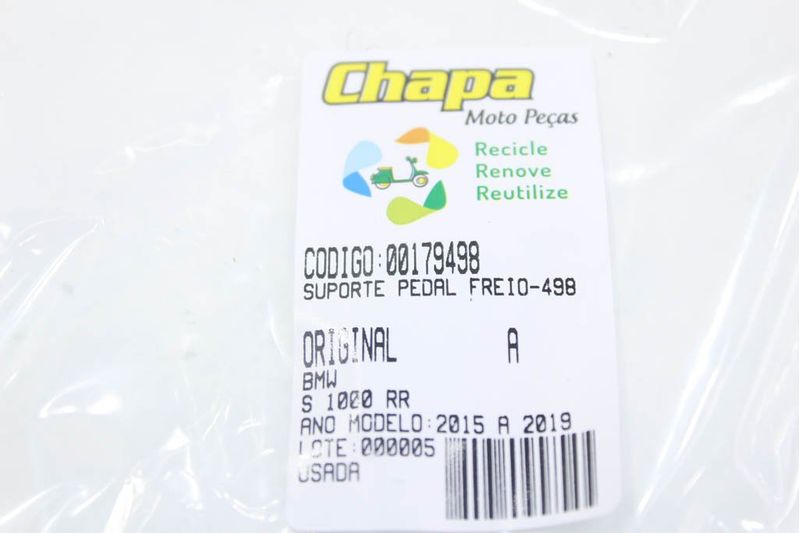 Chapa
Moto Peças
Recicle
Renove
Reutilize
CODIGO:00179498
SUPORTE PEDAL FREIO-498
ORIGINAL A
BMW
S 1000 RR
ANO MODELO:2015 A 2019
LOTE:000005
USADA